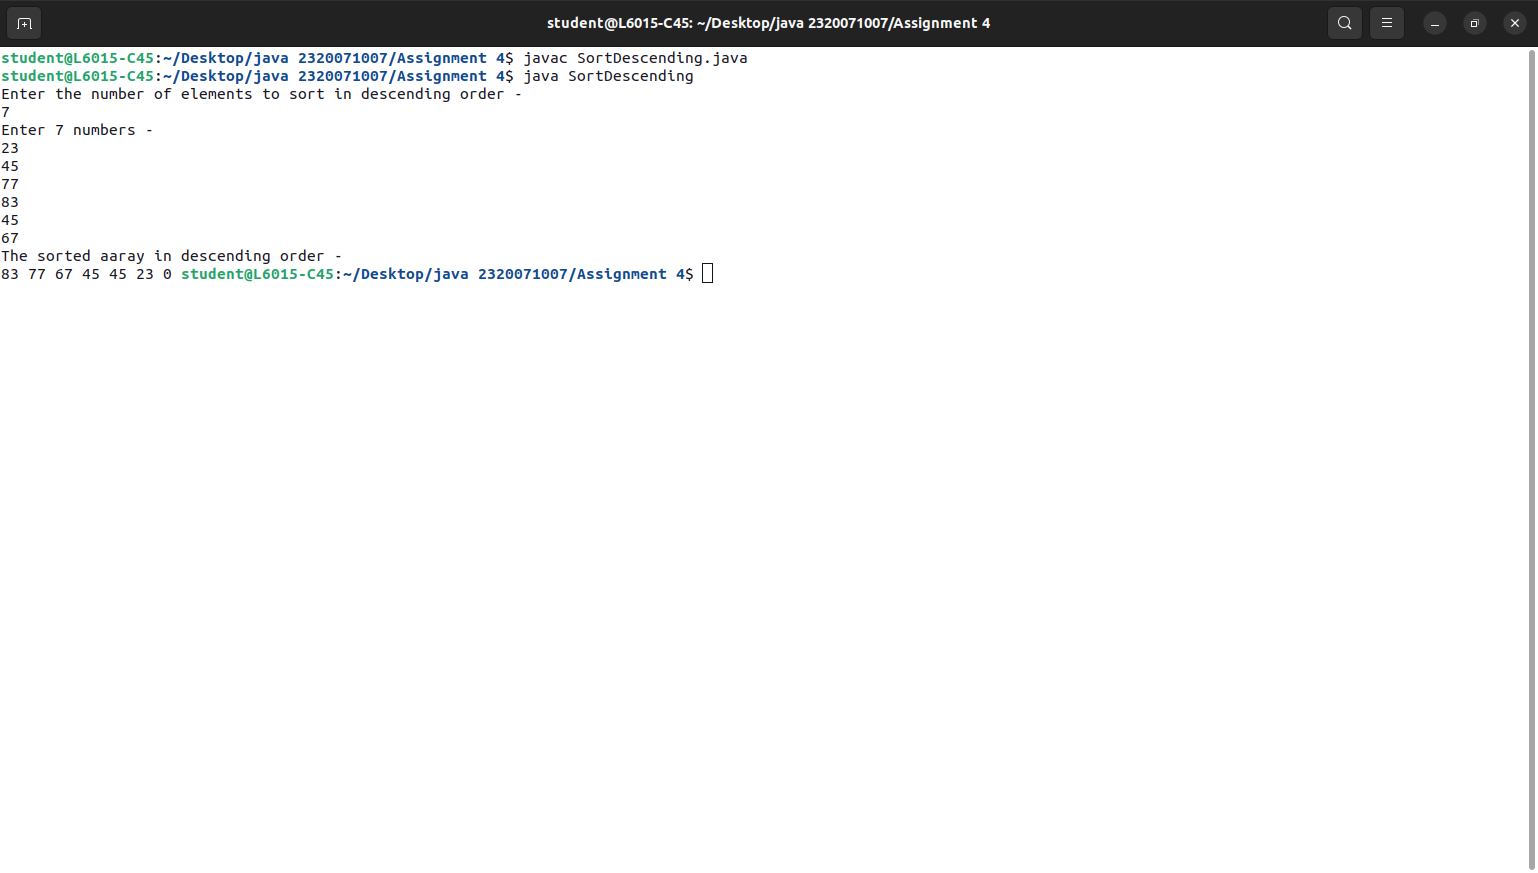 student@L6015-C45: ~/Desktop/java 2320071007/Assignment 4
student@L6015-C45:~/Desktop/java 2320071007/Assignment 4$ javac SortDescending.java
student@L6015-C45:~/Desktop/java 2320071007/Assignment 4$ java SortDescending
Enter the number of elements to sort in descending order -
7
Enter 7 numbers -
23
45
77
83
45
67
The sorted aaray in descending order -
83 77 67 45 45 23 0 student@L6015-C45:~/Desktop/java 2320071007/Assignment 4$